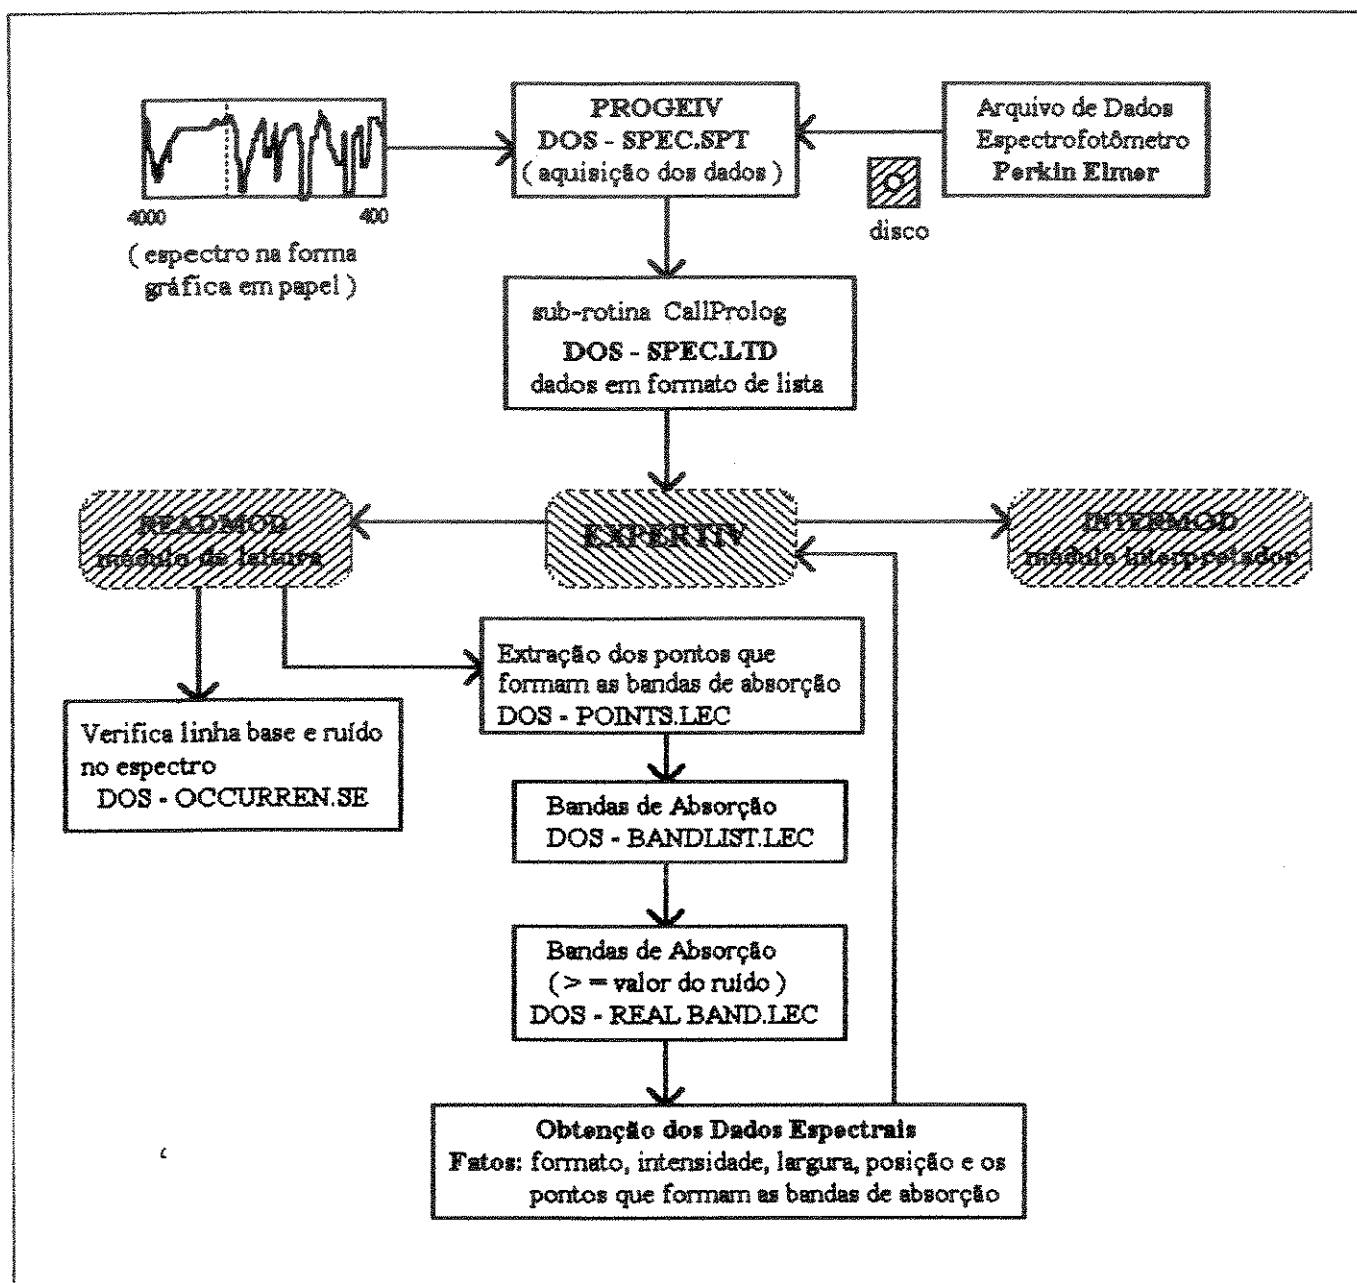 PROGEIV
DOS - SPEC.SPT
( aquisição dos dados )
Arquivo de Dados
Espectrofotômetro
Perkin Elmer
disco
4000
400
( espectro na forma
gráfica em papel )
sub-rotina CallProlog
DOS - SPEC.LTD
dados em formato de lista
READMOD
módulo de leitura
EXPERTIV
INTERMOD
módulo interpretador
Extração dos pontos que
formam as bandas de absorção
DOS - POINTS.LEC
Verifica linha base e ruído
no espectro
DOS - OCCURREN.SE
Bandas de Absorção
DOS - BANDLIST.LEC
Bandas de Absorção
( > = valor do ruído )
DOS - REAL BAND.LEC
Obtenção dos Dados Espectrais
Fatos: formato, intensidade, largura, posição e os
pontos que formam as bandas de absorção